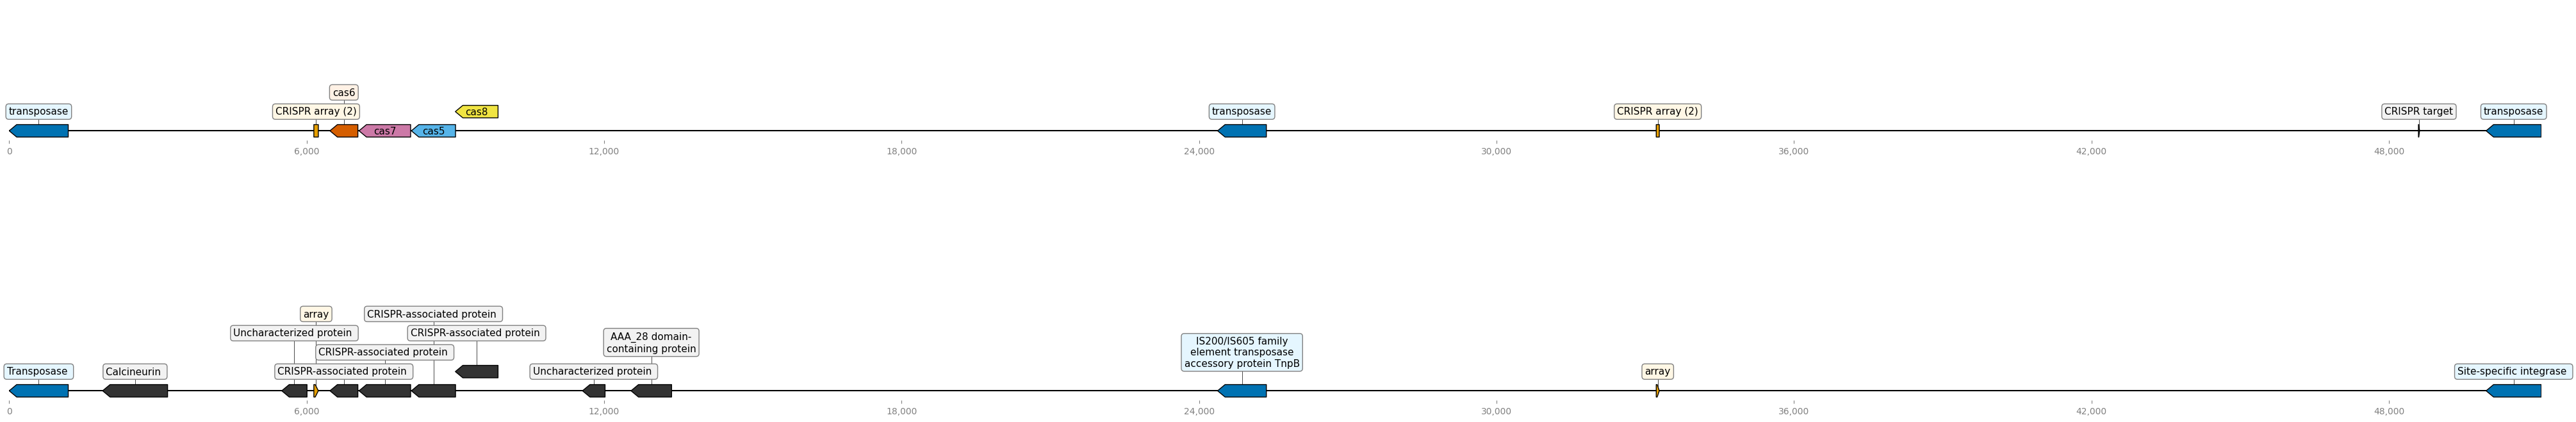 cas6
transposase
CRISPR array (2)
cas8
transposase
CRISPR array (2)
CRISPR target
transposase
cas7
cas5
0
6,000
12,000
18,000
24,000
30,000
36,000
42,000
48,000
array
CRISPR-associated protein
Uncharacterized protein
CRISPR-associated protein
AAA_28 domain-
containing protein
IS200/IS605 family
element transposase
accessory protein TnpB
CRISPR-associated protein
Transposase
Calcineurin
CRISPR-associated protein
Uncharacterized protein
array
Site-specific integrase
0
6,000
12,000
18,000
24,000
30,000
36,000
42,000
48,000